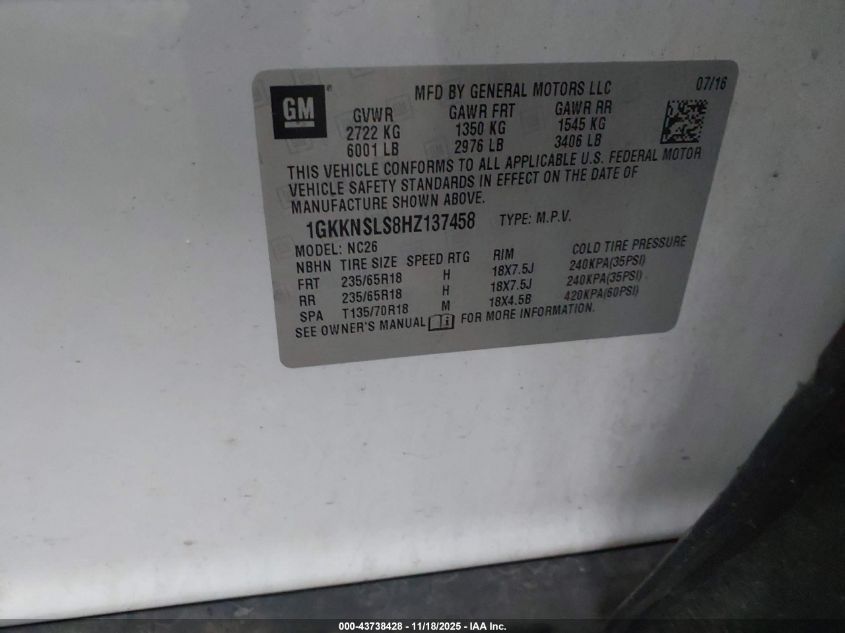 GM
MFD BY GENERAL MOTORS LLC 07/16
GVWR GAWR FRT GAWR RR
2722 KG 1350 KG 1545 KG
6001 LB 2976 LB 3406 LB
THIS VEHICLE CONFORMS TO ALL APPLICABLE U.S. FEDERAL MOTOR
VEHICLE SAFETY STANDARDS IN EFFECT ON THE DATE OF
MANUFACTURE SHOWN ABOVE.
1GKKNSLS8HZ137458 TYPE: M.P.V.
MODEL: NC26
NBHN TIRE SIZE SPEED RTG RIM COLD TIRE PRESSURE
FRT 235/65R18 H 18X7.5J 240KPA(35PSI)
RR 235/65R18 H 18X7.5J 240KPA(35PSI)
SPA T135/70R18 M 18X4.5B 420KPA(60PSI)
SEE OWNER'S MANUAL FOR MORE INFORMATION.
000-43738428 - 11/18/2025 - IAA Inc.